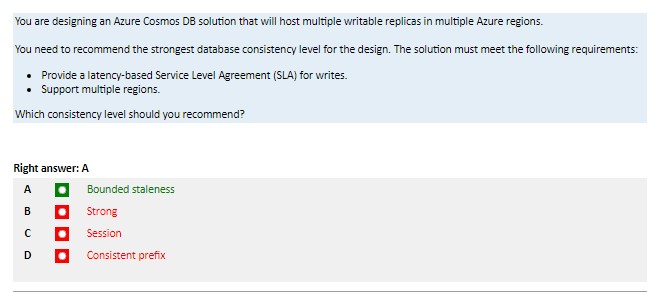 You are designing an Azure Cosmos DB solution that will host multiple writable replicas in multiple Azure regions.
You need to recommend the strongest database consistency level for the design. The solution must meet the following requirements:
• Provide a latency-based Service Level Agreement (SLA) for writes.
• Support multiple regions.
Which consistency level should you recommend?
Right answer: A
A Bounded staleness
B Strong
C Session
D Consistent prefix